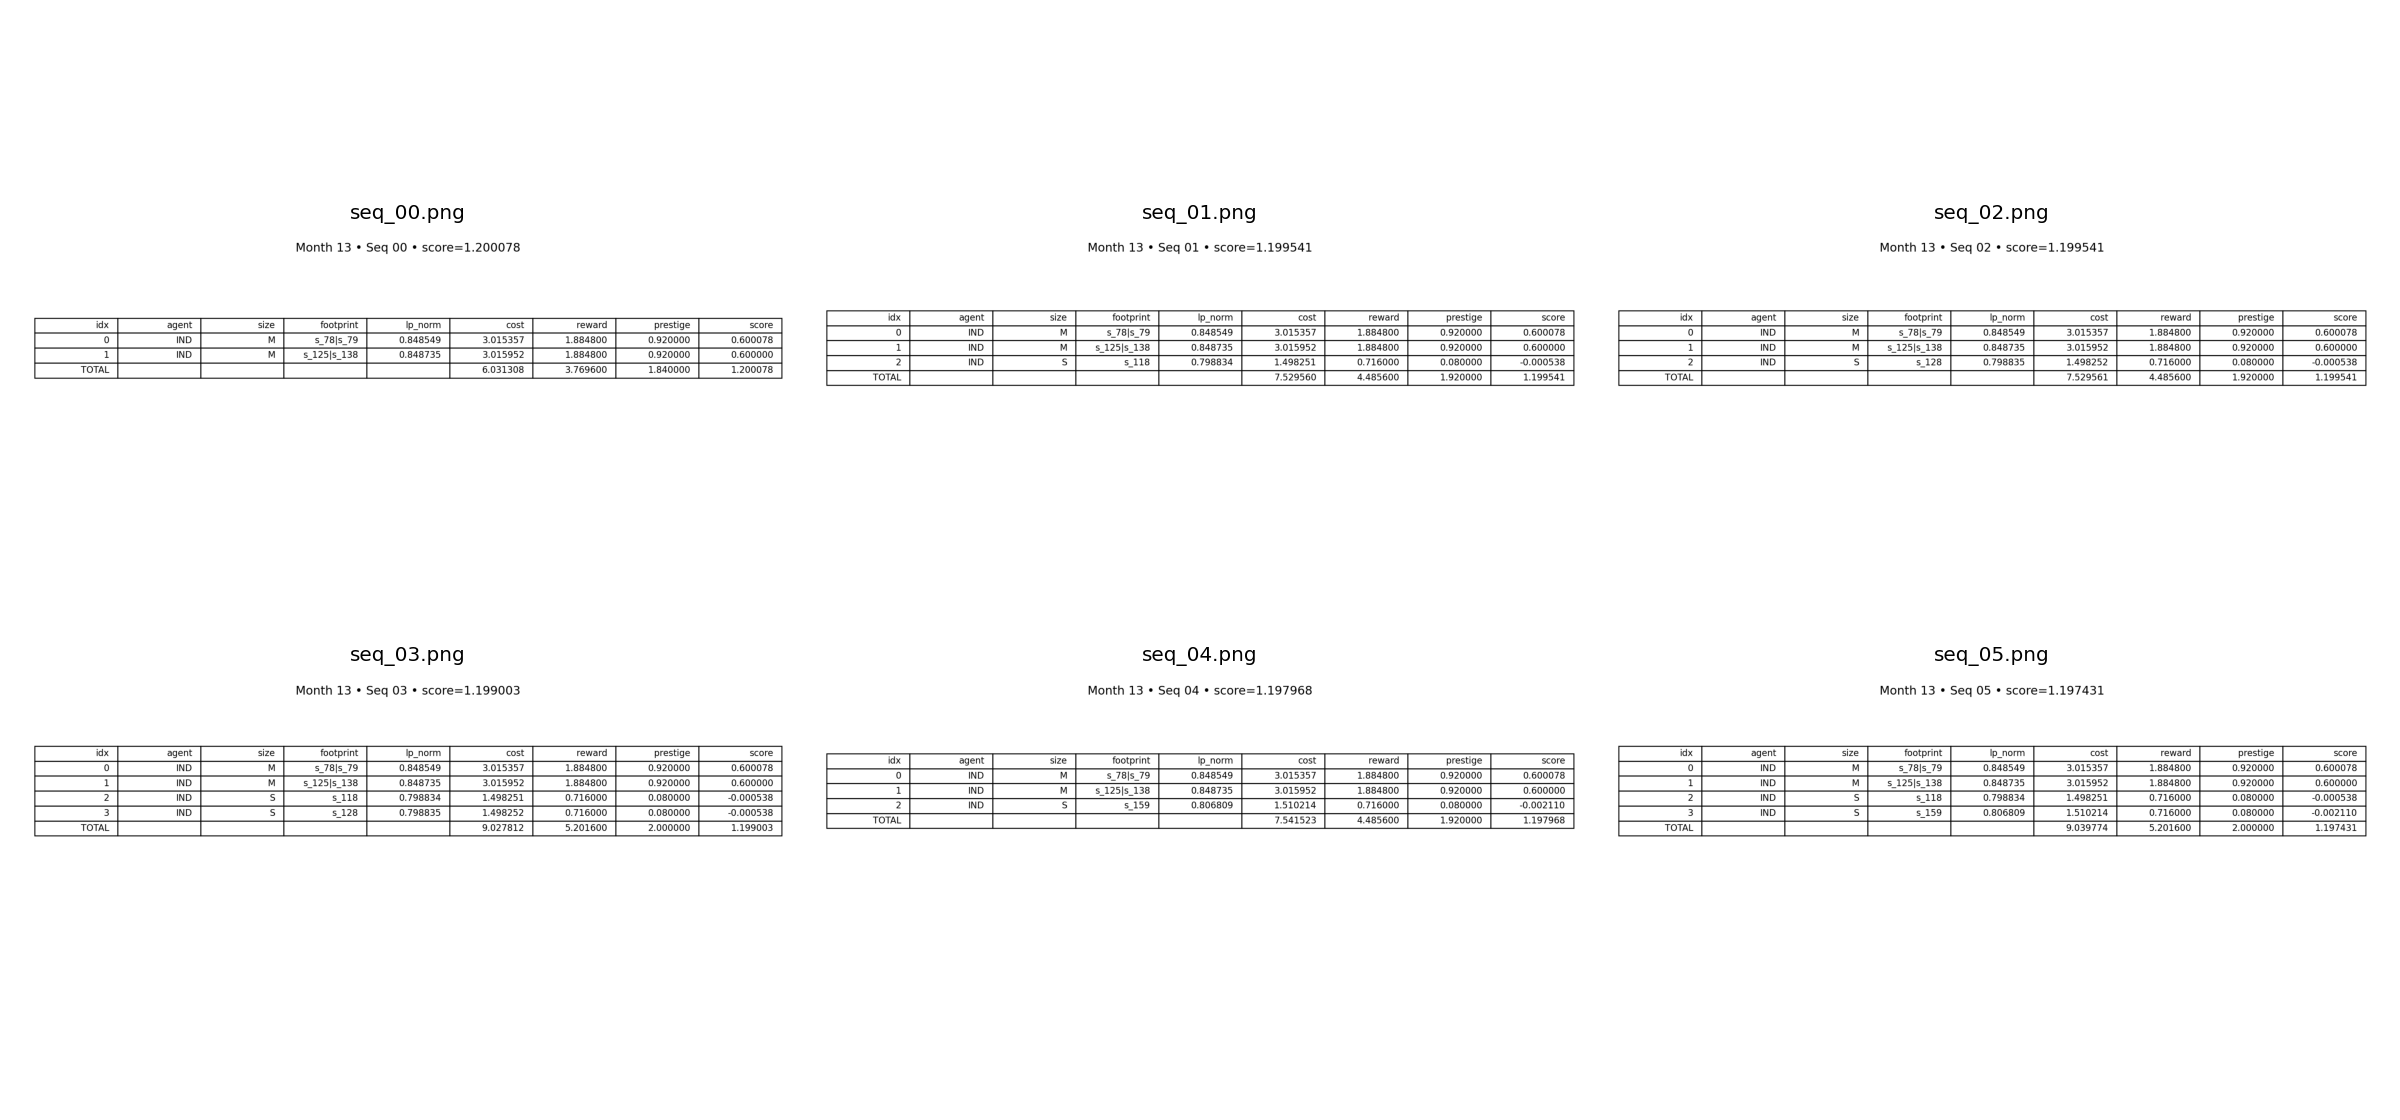 seq_00.png
Month 13 • Seq 00 • score=1.200078
idx agent size footprint lp_norm cost reward prestige score
0 IND M s_78|s_79 0.848549 3.015357 1.884800 0.920000 0.600078
1 IND M s_125|s_138 0.848735 3.015952 1.884800 0.920000 0.600000
TOTAL 6.031308 3.769600 1.840000 1.200078
seq_01.png
Month 13 • Seq 01 • score=1.199541
idx agent size footprint lp_norm cost reward prestige score
0 IND M s_78|s_79 0.848549 3.015357 1.884800 0.920000 0.600078
1 IND M s_125|s_138 0.848735 3.015952 1.884800 0.920000 0.600000
2 IND S s_118 0.798834 1.498251 0.716000 0.080000 -0.000538
TOTAL 7.529560 4.485600 1.920000 1.199541
seq_02.png
Month 13 • Seq 02 • score=1.199541
idx agent size footprint lp_norm cost reward prestige score
0 IND M s_78|s_79 0.848549 3.015357 1.884800 0.920000 0.600078
1 IND M s_125|s_138 0.848735 3.015952 1.884800 0.920000 0.600000
2 IND S s_128 0.798835 1.498252 0.716000 0.080000 -0.000538
TOTAL 7.529561 4.485600 1.920000 1.199541
seq_03.png
Month 13 • Seq 03 • score=1.199003
idx agent size footprint lp_norm cost reward prestige score
0 IND M s_78|s_79 0.848549 3.015357 1.884800 0.920000 0.600078
1 IND M s_125|s_138 0.848735 3.015952 1.884800 0.920000 0.600000
2 IND S s_118 0.798834 1.498251 0.716000 0.080000 -0.000538
3 IND S s_128 0.798835 1.498252 0.716000 0.080000 -0.000538
TOTAL 9.027812 5.201600 2.000000 1.199003
seq_04.png
Month 13 • Seq 04 • score=1.197968
idx agent size footprint lp_norm cost reward prestige score
0 IND M s_78|s_79 0.848549 3.015357 1.884800 0.920000 0.600078
1 IND M s_125|s_138 0.848735 3.015952 1.884800 0.920000 0.600000
2 IND S s_159 0.806809 1.510214 0.716000 0.080000 -0.002110
TOTAL 7.541523 4.485600 1.920000 1.197968
seq_05.png
Month 13 • Seq 05 • score=1.197431
idx agent size footprint lp_norm cost reward prestige score
0 IND M s_78|s_79 0.848549 3.015357 1.884800 0.920000 0.600078
1 IND M s_125|s_138 0.848735 3.015952 1.884800 0.920000 0.600000
2 IND S s_118 0.798834 1.498251 0.716000 0.080000 -0.000538
3 IND S s_159 0.806809 1.510214 0.716000 0.080000 -0.002110
TOTAL 9.039774 5.201600 2.000000 1.197431